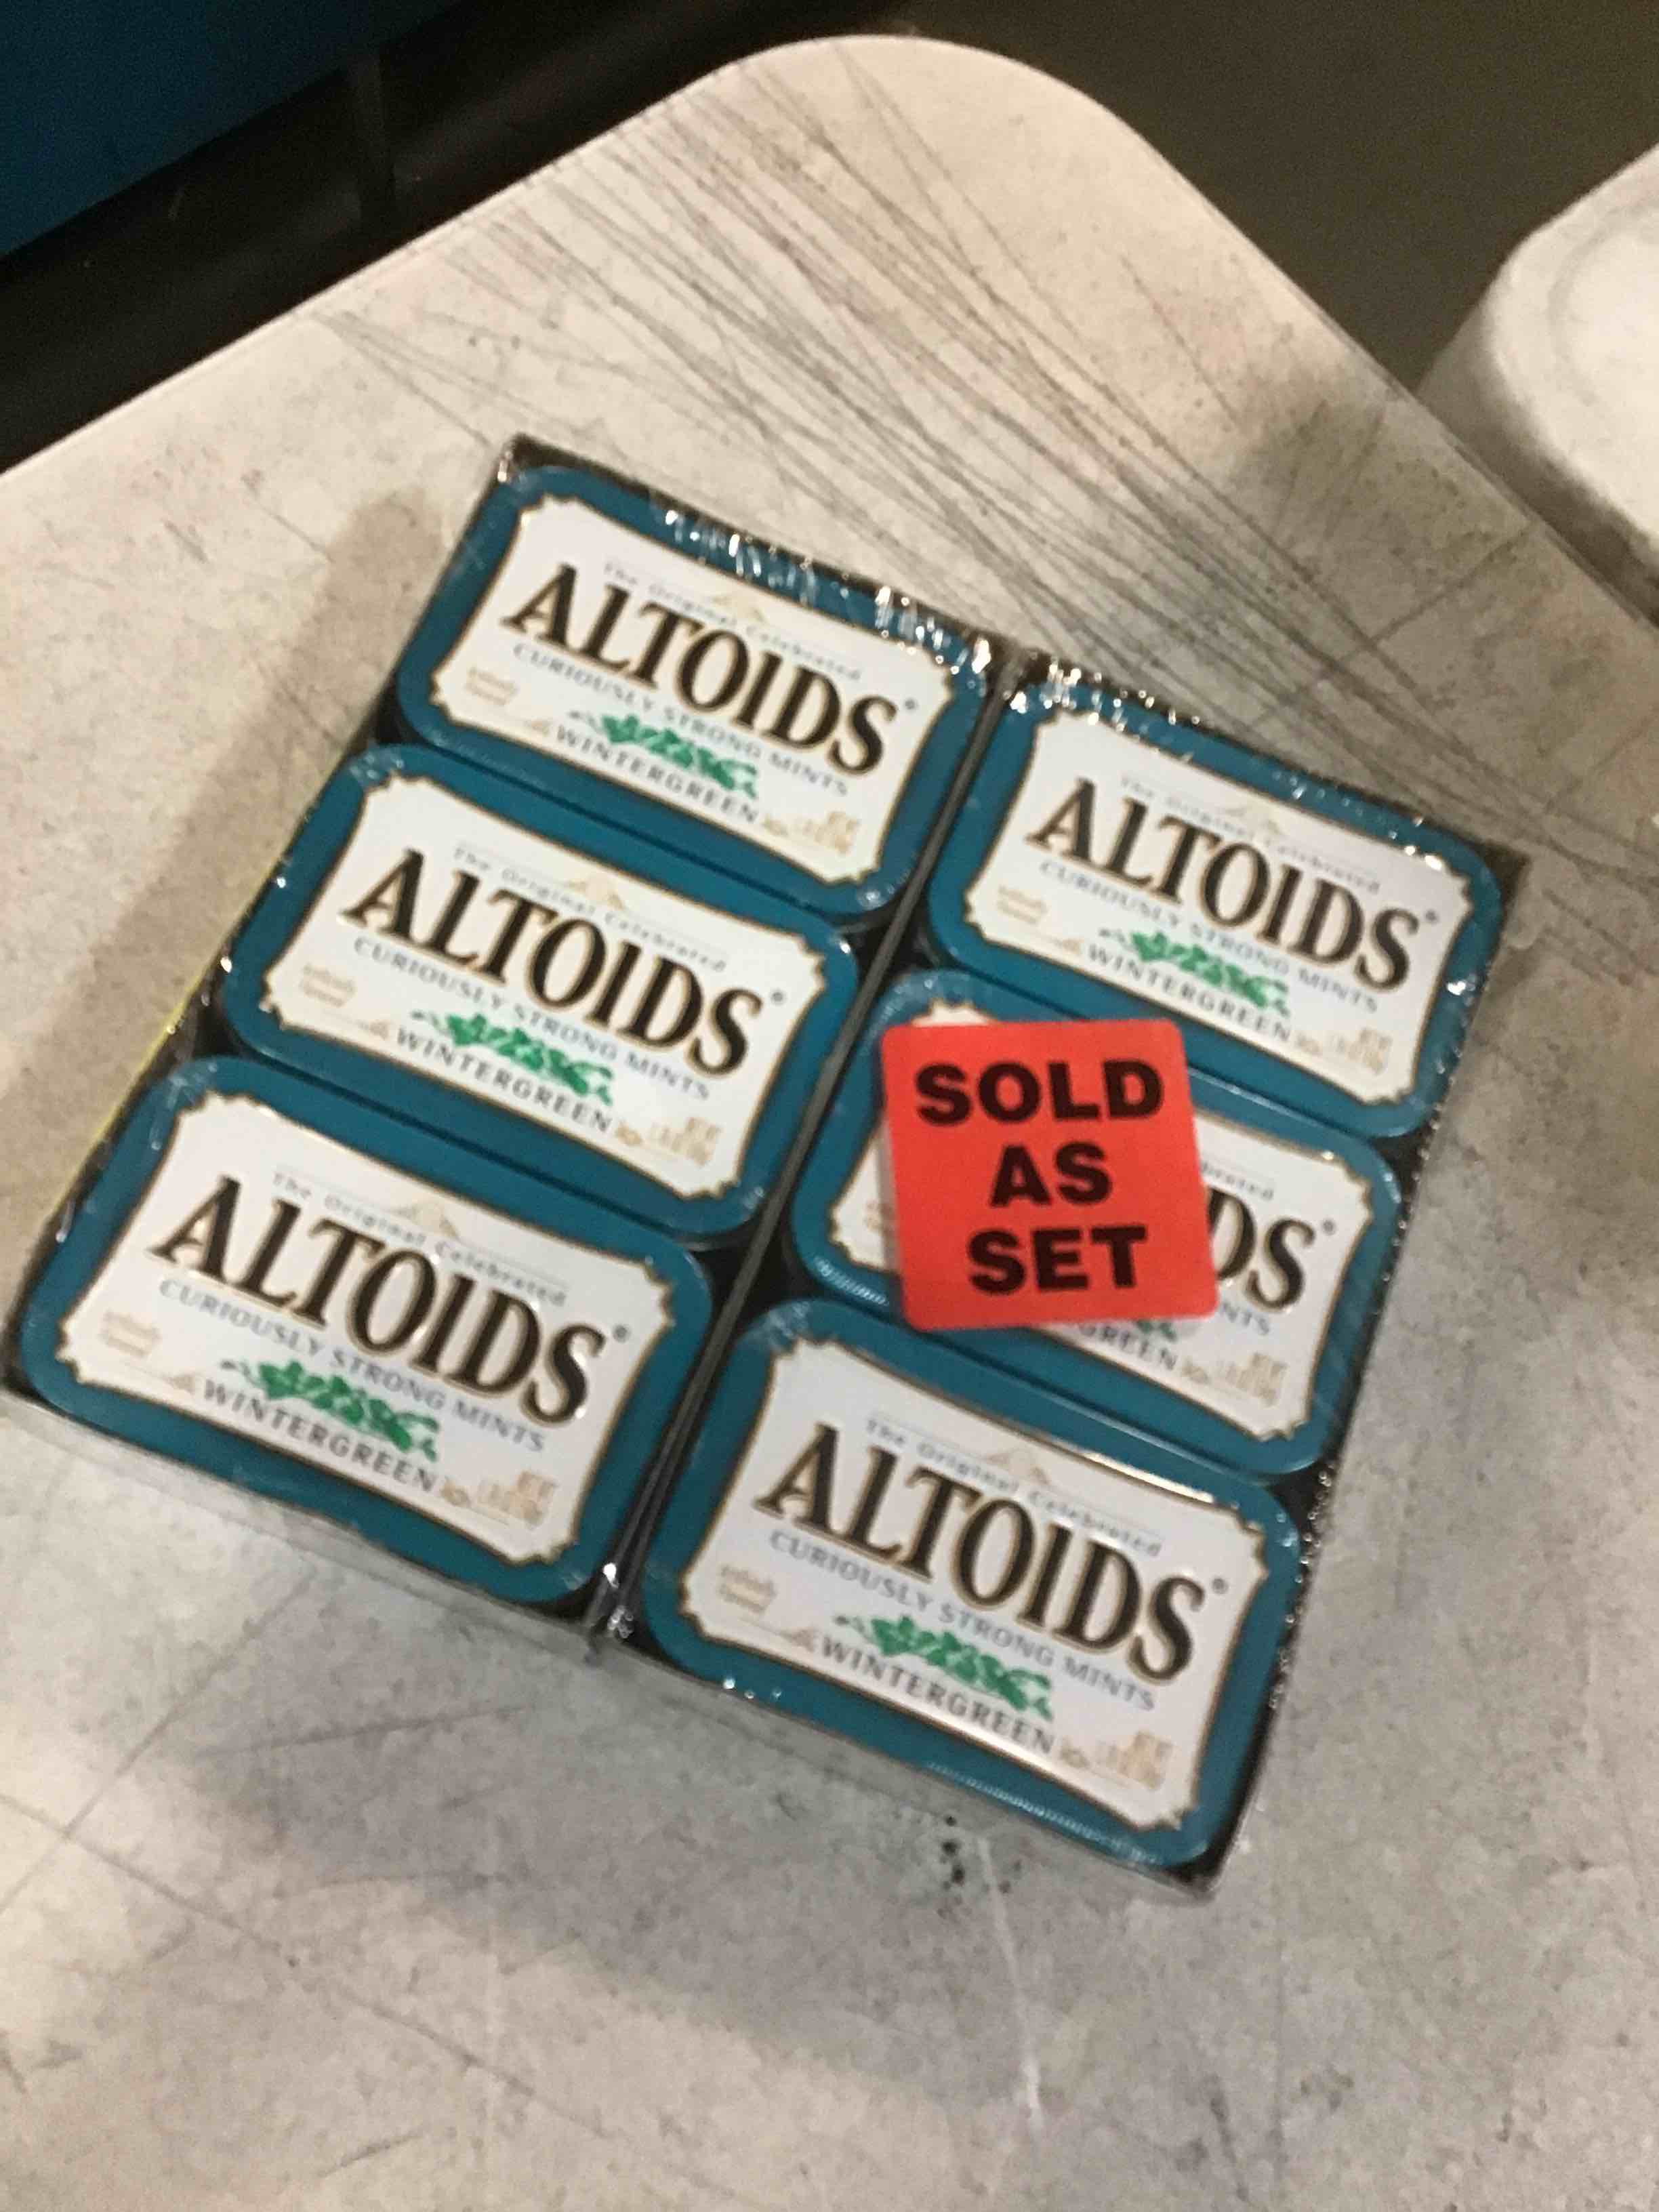 The Original Celebrated
ALTOIDS®
CURIOUSLY STRONG MINTS
WINTERGREEN
The Original Celebrated
ALTOIDS®
CURIOUSLY STRONG MINTS
WINTERGREEN
The Original Celebrated
ALTOIDS®
CURIOUSLY STRONG MINTS
WINTERGREEN
The Original Celebrated
ALTOIDS®
CURIOUSLY STRONG MINTS
WINTERGREEN
SOLD
AS
SET
DS®
The Original Celebrated
ALTOIDS®
CURIOUSLY STRONG MINTS
WINTERGREEN